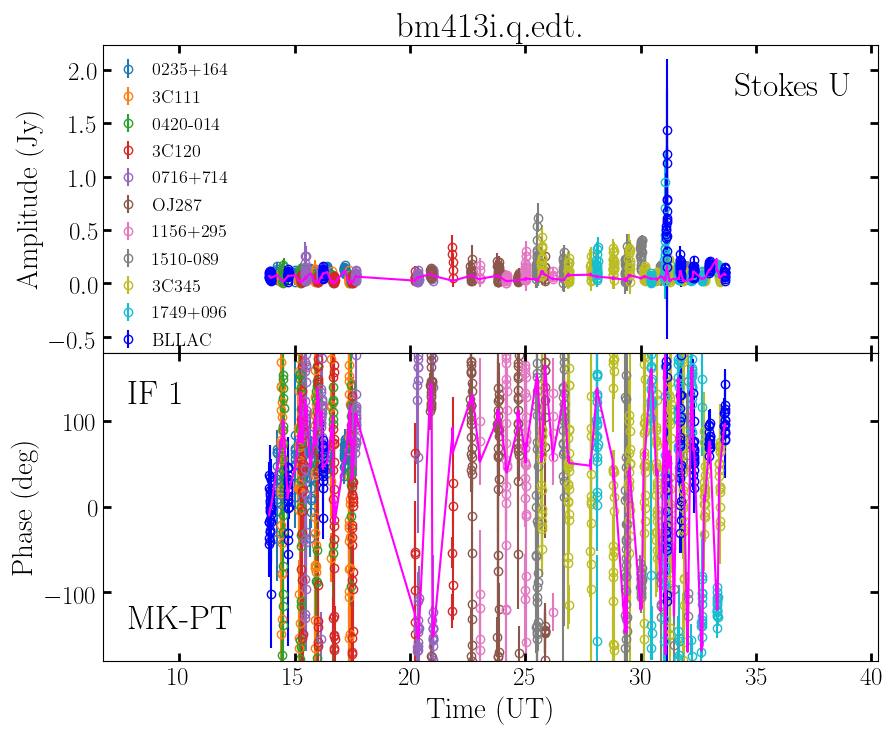 bm413i.q.edt.
Stokes U
Amplitude (Jy)
2.0
1.5
1.0
0.5
0.0
−0.5
0235+164
3C111
0420-014
3C120
0716+714
OJ287
1156+295
1510-089
3C345
1749+096
BLLAC
IF 1
MK-PT
Phase (deg)
100
0
−100
10
15
20
25
30
35
40
Time (UT)